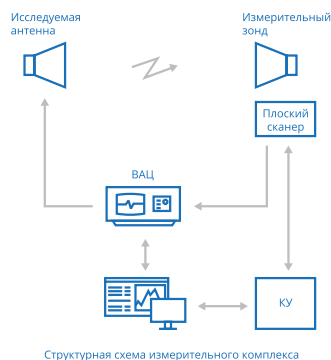 Исследуемая
антенна
Измерительный
зонд
Плоский
сканер
ВАЦ
КУ
Структурная схема измерительного комплекса